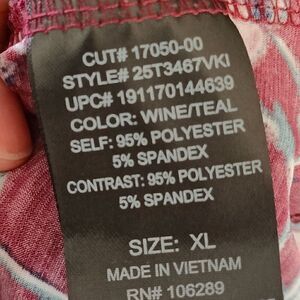 CUT# 17050-00
STYLE# 25T3467VKI
UPC# 191170144639
COLOR: WINE/TEAL
SELF: 95% POLYESTER
5% SPANDEX
CONTRAST: 95% POLYESTER
5% SPANDEX
SIZE: XL
MADE IN VIETNAM
RN# 106289